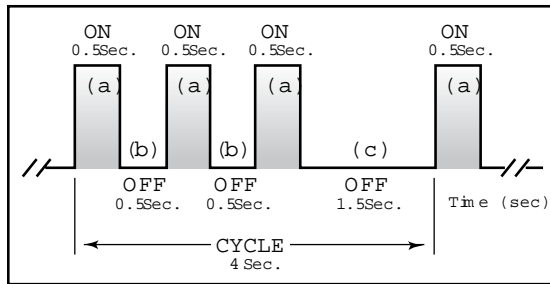 ON ON ON ON
0.5Sec. 0.5Sec. 0.5Sec. 0.5Sec.
(a) (a) (a) (a)
(b) (b) (c)
OFF OFF OFF
0.5Sec. 0.5Sec. 1.5Sec. Time (sec)
CYCLE
4 Sec.